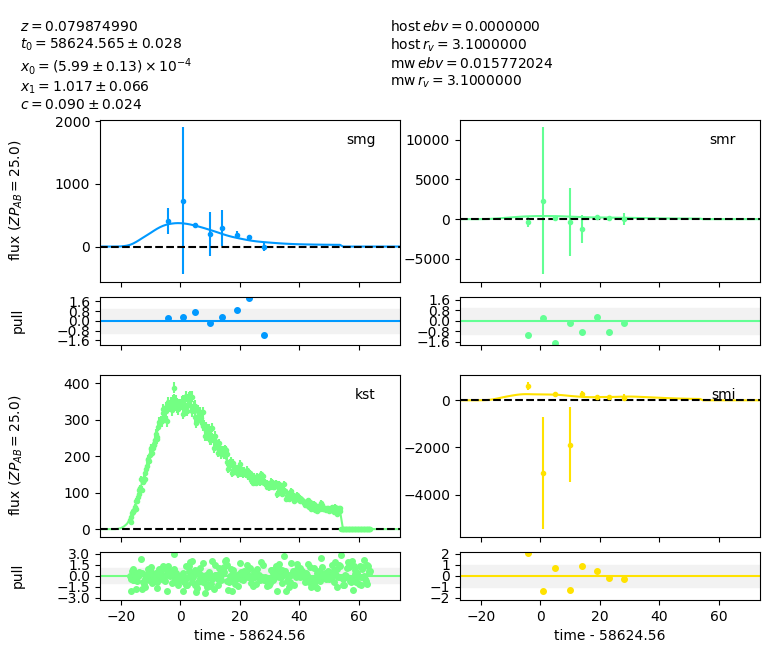 z = 0.079874990
t₀ = 58624.565 ± 0.028
x₀ = (5.99 ± 0.13) × 10⁻⁴
x₁ = 1.017 ± 0.066
c = 0.090 ± 0.024
host ebv = 0.0000000
host r_v = 3.1000000
mw ebv = 0.015772024
mw r_v = 3.1000000
flux (ZP_AB = 25.0)
2000
1000
0
smg
10000
5000
0
−5000
smr
pull
1.6
0.8
0.0
−0.8
−1.6
1.6
0.8
0.0
−0.8
−1.6
flux (ZP_AB = 25.0)
400
300
200
100
0
kst
0
−2000
−4000
smi
pull
3.0
1.5
0.0
−1.5
−3.0
2
1
0
−1
−2
−20 0 20 40 60
time - 58624.56
−20 0 20 40 60
time - 58624.56